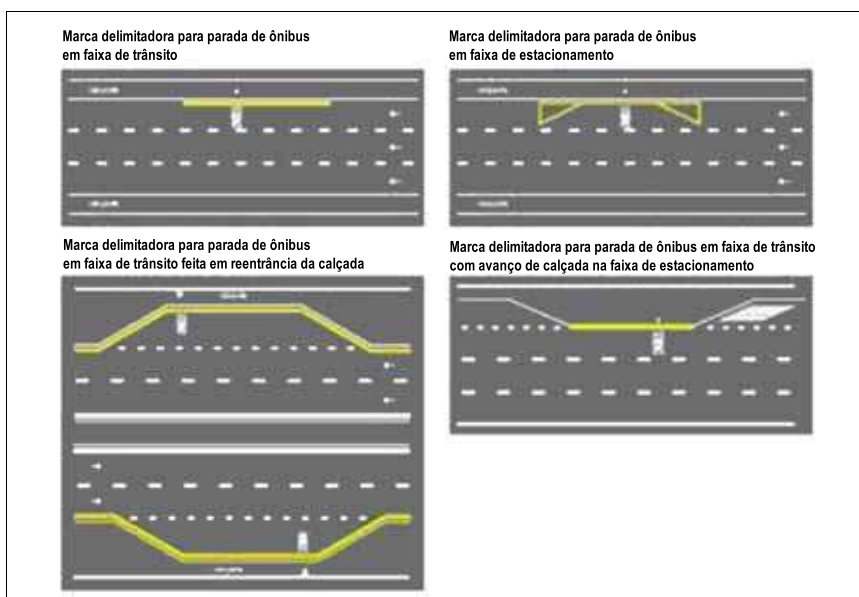 Marca delimitadora para parada de ônibus
em faixa de trânsito
Marca delimitadora para parada de ônibus
em faixa de estacionamento
Marca delimitadora para parada de ônibus
em faixa de trânsito feita em reentrância da calçada
Marca delimitadora para parada de ônibus em faixa de trânsito
com avanço de calçada na faixa de estacionamento